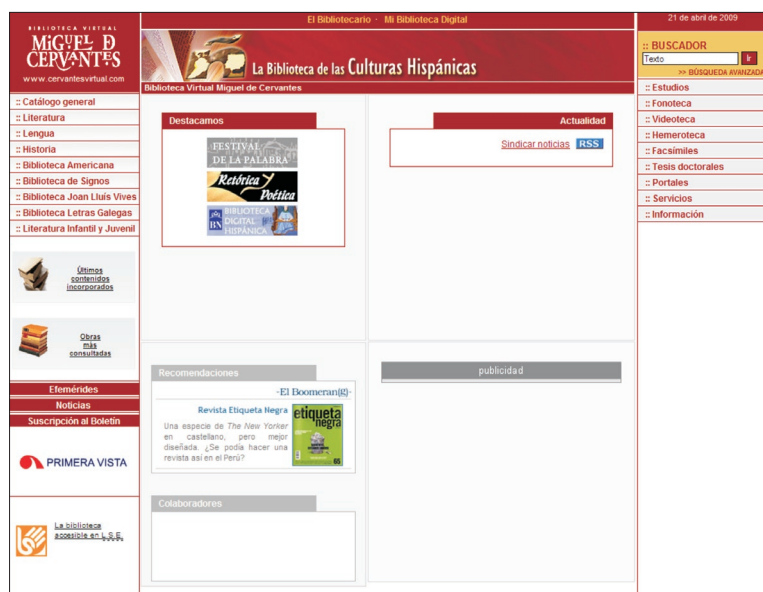 BIBLIOTECA VIRTUAL
MiGVEL D
CERVANTES
www.cervantesvirtual.com
El Bibliotecario · Mi Biblioteca Digital
La Biblioteca de las Culturas Hispánicas
Biblioteca Virtual Miguel de Cervantes
21 de abril de 2009
:: BUSCADOR
Texto
Ir
>> BÚSQUEDA AVANZADA
:: Catálogo general
:: Literatura
:: Lengua
:: Historia
:: Biblioteca Americana
:: Biblioteca de Signos
:: Biblioteca Joan Lluís Vives
:: Biblioteca Letras Galegas
:: Literatura Infantil y Juvenil
Últimos
contenidos
incorporados
Obras
más
consultadas
Efemérides
Noticias
Suscripción al Boletín
PRIMERA VISTA
La biblioteca
accesible en L.S.E.
Destacamos
FESTIVAL
DE LA PALABRA
Retórica Y
Poética
BIBLIOTECA
DIGITAL
HISPÁNICA
BN
Actualidad
Sindicar noticias RSS
Recomendaciones
-El Boomeran(g)-
Revista Etiqueta Negra
Una especie de The New Yorker
en castellano, pero mejor
diseñada. ¿Se podía hacer una
revista así en el Perú?
etiqueta
negra
65
Colaboradores
publicidad
:: Estudios
:: Fonoteca
:: Videoteca
:: Hemeroteca
:: Facsímiles
:: Tesis doctorales
:: Portales
:: Servicios
:: Información